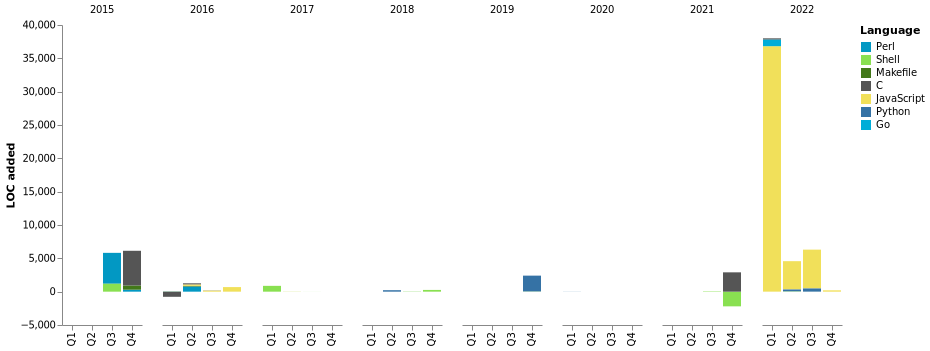 2015 2016 2017 2018 2019 2020 2021 2022
LOC added
40,000
35,000
30,000
25,000
20,000
15,000
10,000
5,000
0
−5,000
Q1 Q2 Q3 Q4 Q1 Q2 Q3 Q4 Q1 Q2 Q3 Q4 Q1 Q2 Q3 Q4 Q1 Q2 Q3 Q4 Q1 Q2 Q3 Q4 Q1 Q2 Q3 Q4 Q1 Q2 Q3 Q4
Language
Perl
Shell
Makefile
C
JavaScript
Python
Go